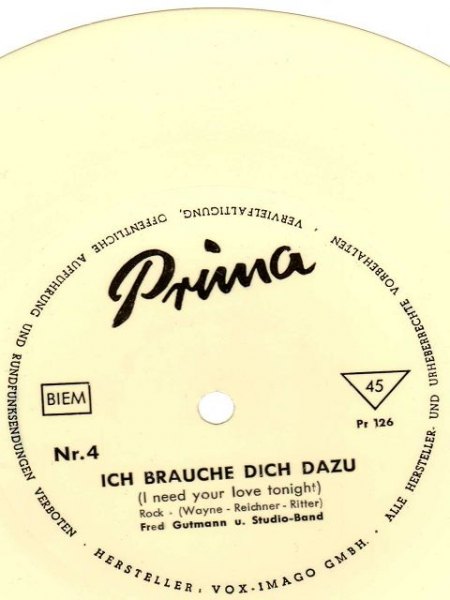 Prima
BIEM
45
Pr 126
Nr. 4
ICH BRAUCHE DICH DAZU
(I need your love tonight)
Rock - (Wayne - Reichner - Ritter)
Fred Gutmann u. Studio-Band
· HERSTELLER: VOX-IMAGO GMBH. · ALLE HERSTELLER- UND URHEBERRECHTE VORBEHALTEN · VERVIELFÄLTIGUNG, ÖFFENTLICHE AUFFÜHRUNG UND RUNDFUNKSENDUNGEN VERBOTEN